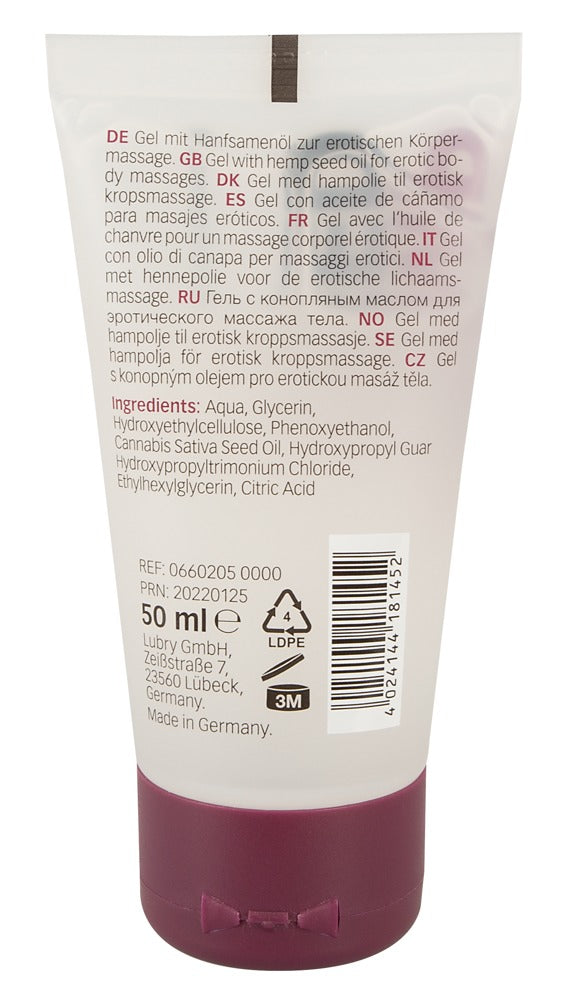 DE Gel mit Hanfsamenöl zur erotischen Körper-
massage. GB Gel with hemp seed oil for erotic bo-
dy massages. DK Gel med hampolie til erotisk
kropsmassage. ES Gel con aceite de cáñamo
para masajes eróticos. FR Gel avec l'huile de
chanvre pour un massage corporel érotique. IT Gel
con olio di canapa per massaggi erotici. NL Gel
met hennepolie voor de erotische lichaams-
massage. RU Гель с конопляным маслом для
эротического массажа тела. NO Gel med
hampolje til erotisk kroppsmassasje. SE Gel med
hampolja för erotisk kroppsmassage. CZ Gel
s konopným olejem pro erotickou masáž těla.
Ingredients: Aqua, Glycerin,
Hydroxyethylcellulose, Phenoxyethanol,
Cannabis Sativa Seed Oil, Hydroxypropyl Guar
Hydroxypropyltrimonium Chloride,
Ethylhexylglycerin, Citric Acid
REF: 0660205 0000
PRN: 20220125
50 ml ℮
Lubry GmbH,
Zeißstraße 7,
23560 Lübeck,
Germany.
Made in Germany.
4
LDPE
3M
4 024144 181452